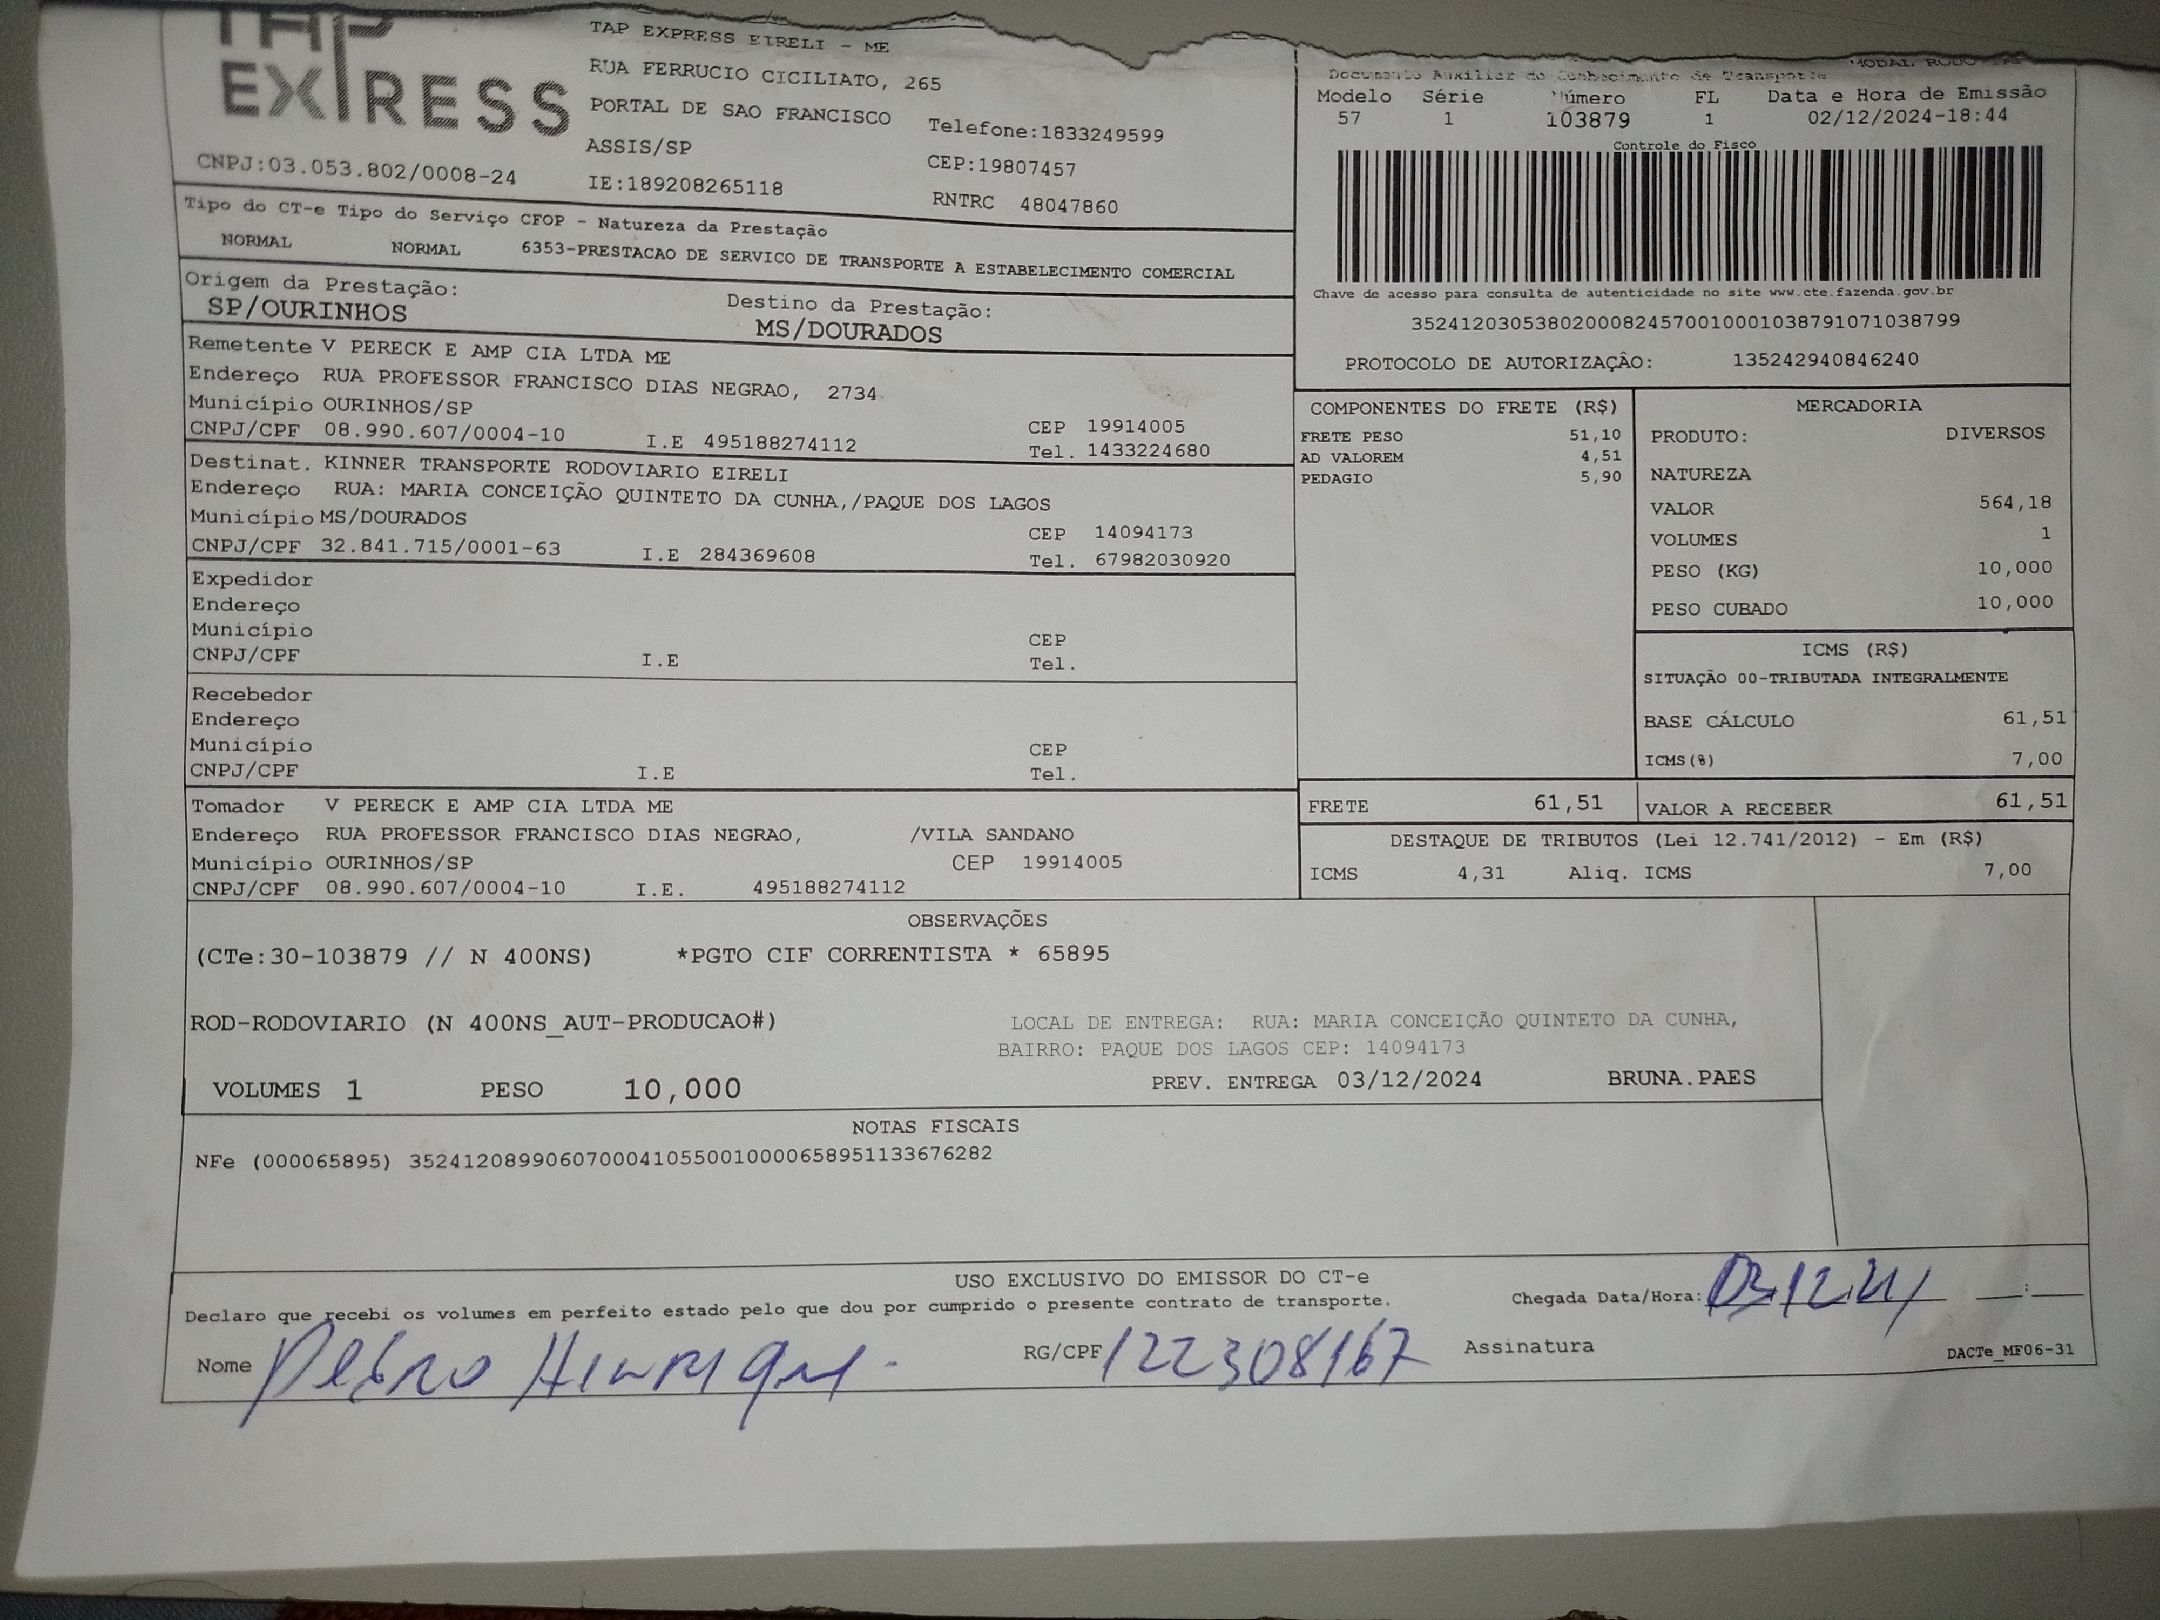 TAP
EXPRESS
CNPJ:03.053.802/0008-24
TAP EXPRESS EIRELI - ME
RUA FERRUCIO CICILIATO, 265
PORTAL DE SAO FRANCISCO
Telefone:1833249599
ASSIS/SP
CEP:19807457
IE:189208265118
RNTRC 48047860
Documento Auxiliar do Conhecimento de Transporte
Modelo Série Número FL Data e Hora de Emissão
57 1 103879 1 02/12/2024-18:44
Controle do Fisco
Chave de acesso para consulta de autenticidade no site www.cte.fazenda.gov.br
35241203053802000824570010001038791071038799
PROTOCOLO DE AUTORIZAÇÂO: 135242940846240
Tipo do CT-e Tipo do Serviço CFOP - Natureza da Prestação
NORMAL NORMAL 6353-PRESTACAO DE SERVICO DE TRANSPORTE A ESTABELECIMENTO COMERCIAL
Origem da Prestação: Destino da Prestação:
SP/OURINHOS MS/DOURADOS
Remetente V PERECK E AMP CIA LTDA ME
Endereço RUA PROFESSOR FRANCISCO DIAS NEGRAO, 2734
Município OURINHOS/SP CEP 19914005
CNPJ/CPF 08.990.607/0004-10 I.E 495188274112 Tel. 1433224680
Destinat. KINNER TRANSPORTE RODOVIARIO EIRELI
Endereço RUA: MARIA CONCEIÇÃO QUINTETO DA CUNHA,/PAQUE DOS LAGOS
Município MS/DOURADOS CEP 14094173
CNPJ/CPF 32.841.715/0001-63 I.E 284369608 Tel. 67982030920
Expedidor
Endereço
Município CEP
CNPJ/CPF I.E Tel.
Recebedor
Endereço
Município CEP
CNPJ/CPF I.E Tel.
Tomador V PERECK E AMP CIA LTDA ME
Endereço RUA PROFESSOR FRANCISCO DIAS NEGRAO, /VILA SANDANO
Município OURINHOS/SP CEP 19914005
CNPJ/CPF 08.990.607/0004-10 I.E. 495188274112
COMPONENTES DO FRETE (R$)
FRETE PESO 51,10
AD VALOREM 4,51
PEDAGIO 5,90
MERCADORIA
PRODUTO: DIVERSOS
NATUREZA
VALOR 564,18
VOLUMES 1
PESO (KG) 10,000
PESO CUBADO 10,000
ICMS (R$)
SITUAÇÃO 00-TRIBUTADA INTEGRALMENTE
BASE CÁLCULO 61,51
ICMS(%) 7,00
FRETE 61,51 VALOR A RECEBER 61,51
DESTAQUE DE TRIBUTOS (Lei 12.741/2012) - Em (R$)
ICMS 4,31 Aliq. ICMS 7,00
OBSERVAÇÕES
(CTe:30-103879 // N 400NS) *PGTO CIF CORRENTISTA * 65895
ROD-RODOVIARIO (N 400NS_AUT-PRODUCAO#) LOCAL DE ENTREGA: RUA: MARIA CONCEIÇÃO QUINTETO DA CUNHA,
BAIRRO: PAQUE DOS LAGOS CEP: 14094173
VOLUMES 1 PESO 10,000 PREV. ENTREGA 03/12/2024 BRUNA.PAES
NOTAS FISCAIS
NFe (000065895) 35241208990607000410550010000658951133676282
USO EXCLUSIVO DO EMISSOR DO CT-e
Declaro que recebi os volumes em perfeito estado pelo que dou por cumprido o presente contrato de transporte. Chegada Data/Hora:
Nome Pedro Henrique RG/CPF 122308167 Assinatura
DACTe_MF06-31